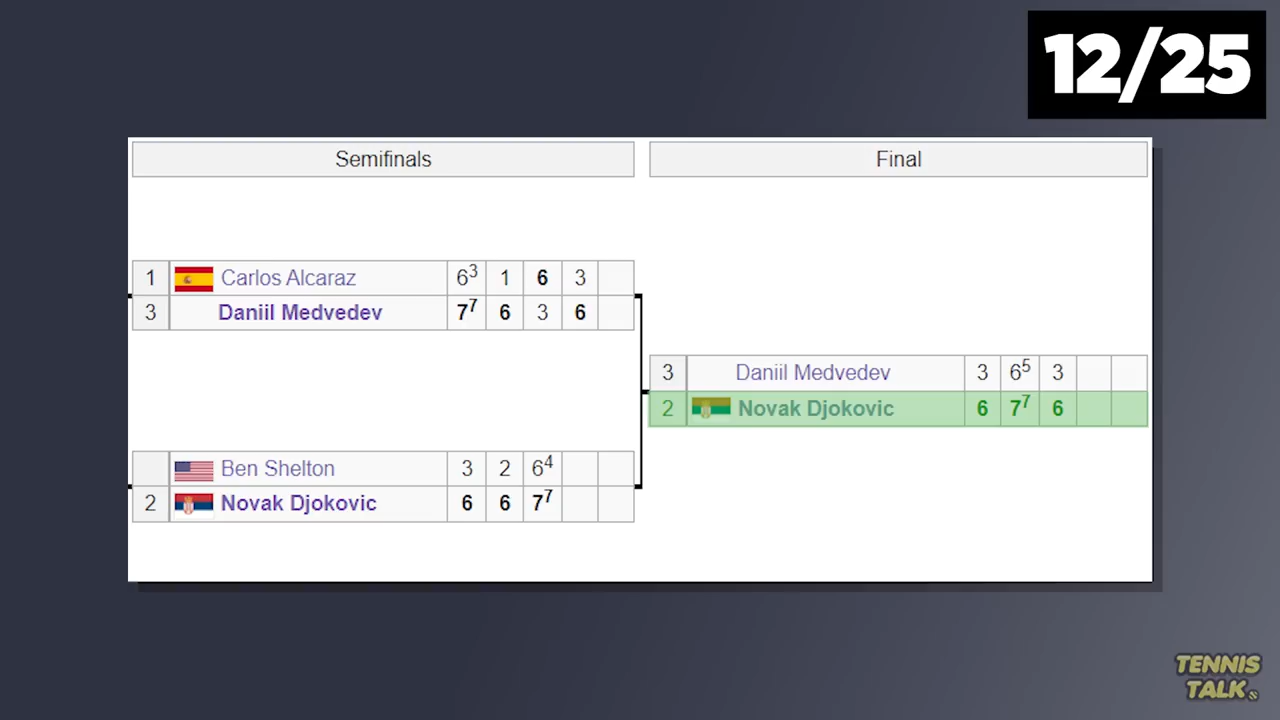 12/25
Semifinals
Final
1 Carlos Alcaraz 6³ 1 6 3
3 Daniil Medvedev 7⁷ 6 3 6
3 Daniil Medvedev 3 6⁵ 3
2 Novak Djokovic 6 7⁷ 6
Ben Shelton 3 2 6⁴
2 Novak Djokovic 6 6 7⁷
TENNIS
TALK